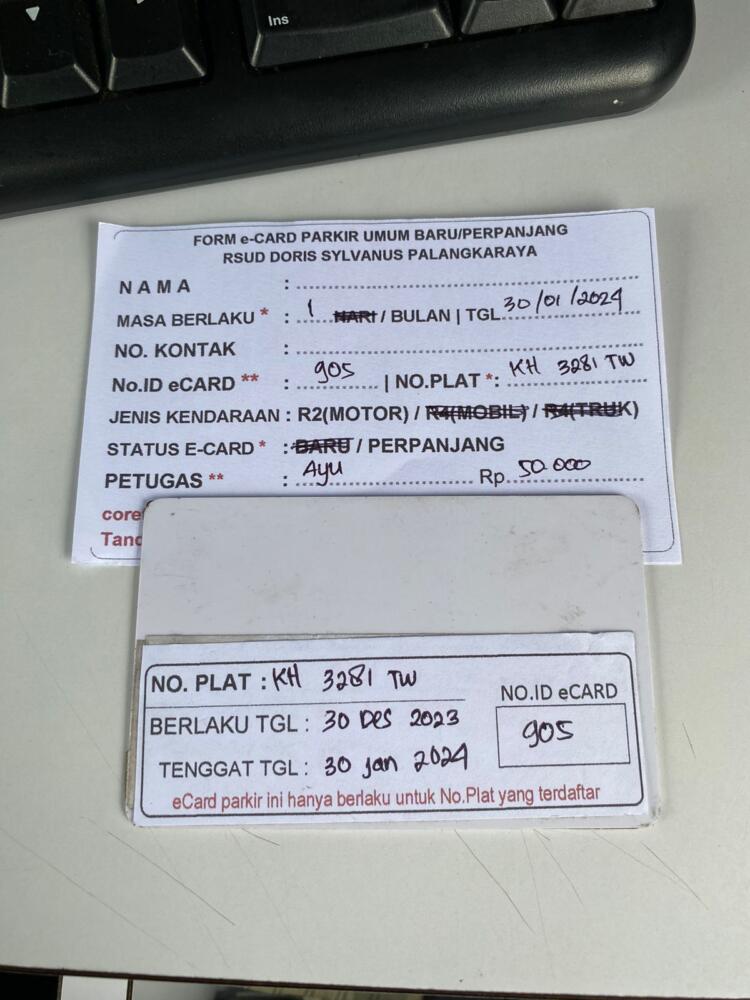 Ins
FORM e-CARD PARKIR UMUM BARU/PERPANJANG
RSUD DORIS SYLVANUS PALANGKARAYA
NAMA :
MASA BERLAKU * : 1 HARI / BULAN | TGL 30/01/2024
NO. KONTAK :
No.ID eCARD ** : 905 | NO.PLAT *: KH 3281 TW
JENIS KENDARAAN : R2(MOTOR) / R4(MOBIL) / R4(TRUK)
STATUS E-CARD * : BARU / PERPANJANG
PETUGAS ** : Ayu Rp. 50.000
core
Tand
NO. PLAT : KH 3281 TW
NO.ID eCARD
BERLAKU TGL : 30 Des 2023
905
TENGGAT TGL : 30 Jan 2024
eCard parkir ini hanya berlaku untuk No.Plat yang terdaftar